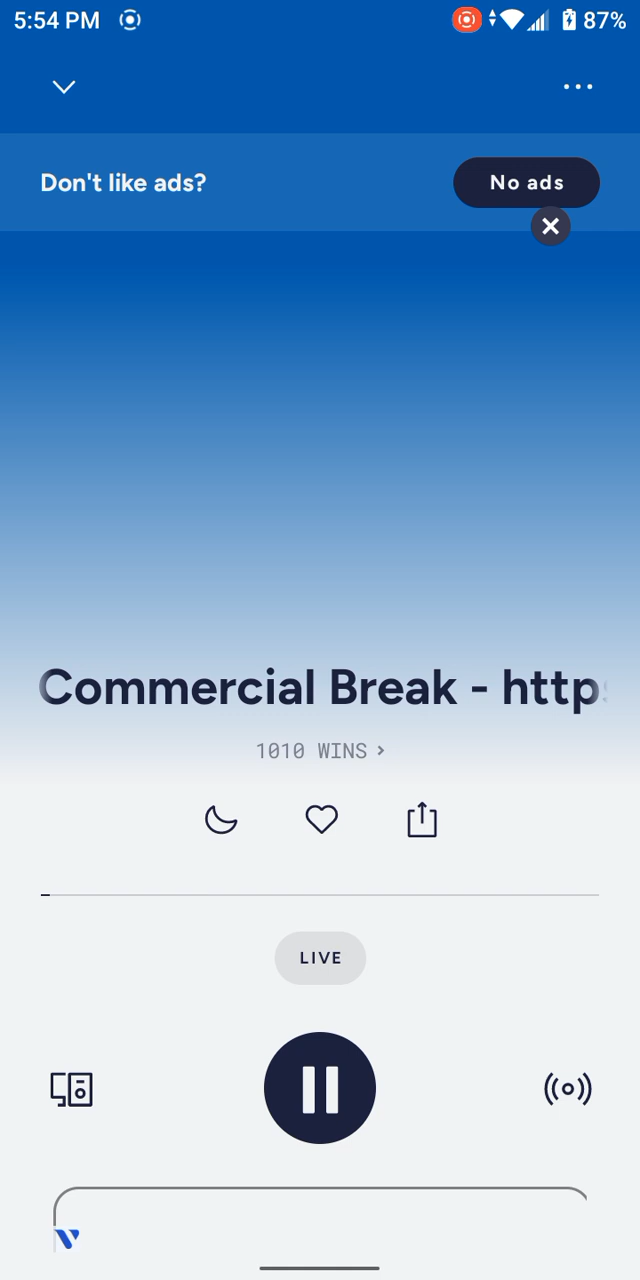 5:54 PM
87%
Don't like ads?
No ads
Commercial Break - http
1010 WINS
LIVE